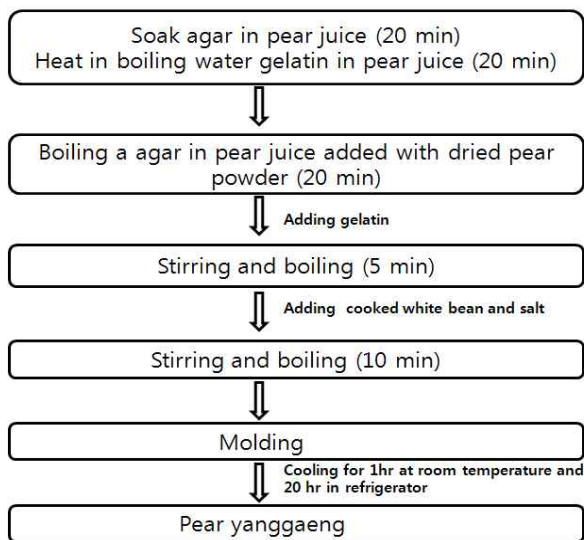 Soak agar in pear juice (20 min)
Heat in boiling water gelatin in pear juice (20 min)
Boiling a agar in pear juice added with dried pear
powder (20 min)
Adding gelatin
Stirring and boiling (5 min)
Adding cooked white bean and salt
Stirring and boiling (10 min)
Molding
Cooling for 1hr at room temperature and
20 hr in refrigerator
Pear yanggaeng